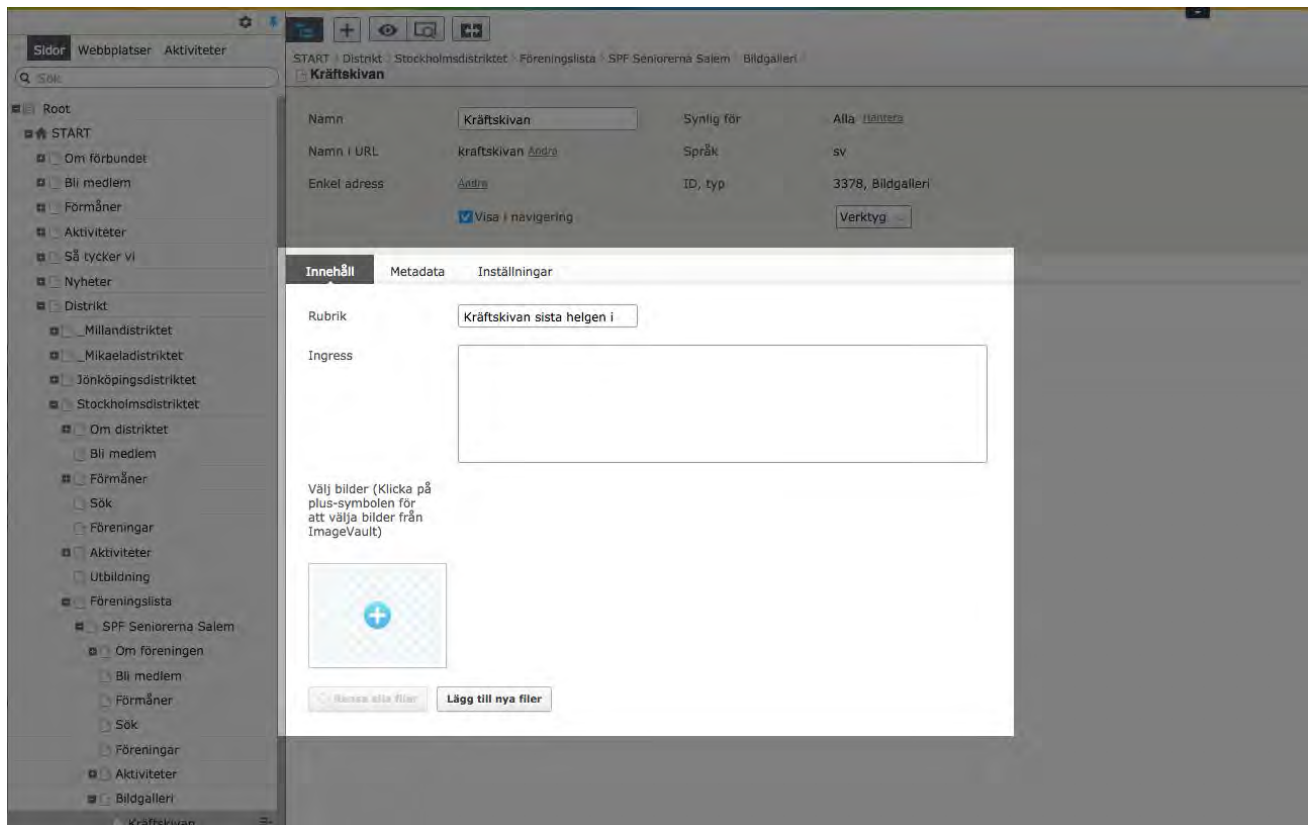 Sidor Webbplatser Aktiviteter
Sök
Root
START
Om förbundet
Bli medlem
Förmåner
Aktiviteter
Så tycker vi
Nyheter
Distrikt
_Millandistriktet
_Mikaeladistriktet
Jönköpingsdistriktet
Stockholmsdistriktet
Om distriktet
Bli medlem
Förmåner
Sök
Föreningar
Aktiviteter
Utbildning
Föreningslista
SPF Seniorerna Salem
Om föreningen
Bli medlem
Förmåner
Sök
Föreningar
Aktiviteter
Bildgalleri
Kräftskivan
START Distrikt Stockholmsdistriktet Föreningslista SPF Seniorerna Salem Bildgalleri
Kräftskivan
Namn Kräftskivan Synlig för Alla Hantera
Namn i URL kraftskivan Ändra Språk sv
Enkel adress Ändra ID, typ 3378, Bildgalleri
Visa i navigering Verktyg
Innehåll Metadata Inställningar
Rubrik Kräftskivan sista helgen i
Ingress
Välj bilder (Klicka på
plus-symbolen för
att välja bilder från
ImageVault)
Rensa alla filer Lägg till nya filer